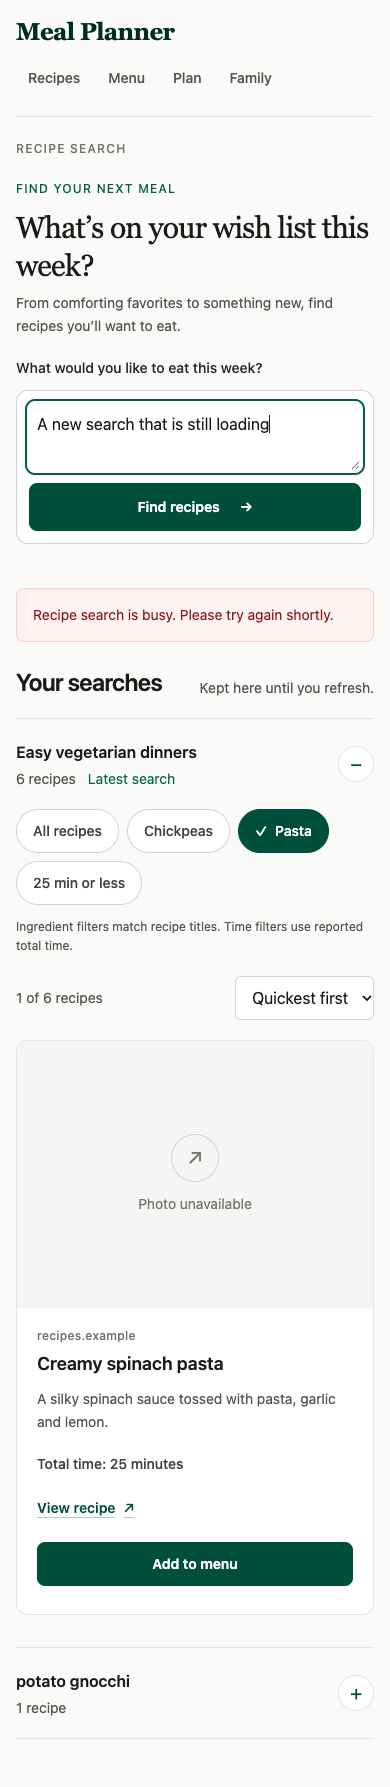 Meal Planner
Recipes Menu Plan Family
RECIPE SEARCH
FIND YOUR NEXT MEAL
What’s on your wish list this
week?
From comforting favorites to something new, find
recipes you’ll want to eat.
What would you like to eat this week?
A new search that is still loading
Find recipes →
Recipe search is busy. Please try again shortly.
Your searches
Kept here until you refresh.
Easy vegetarian dinners
6 recipes Latest search
All recipes
Chickpeas
✓ Pasta
25 min or less
Ingredient filters match recipe titles. Time filters use reported
total time.
1 of 6 recipes
Quickest first
Photo unavailable
recipes.example
Creamy spinach pasta
A silky spinach sauce tossed with pasta, garlic
and lemon.
Total time: 25 minutes
View recipe ↗
Add to menu
potato gnocchi
1 recipe